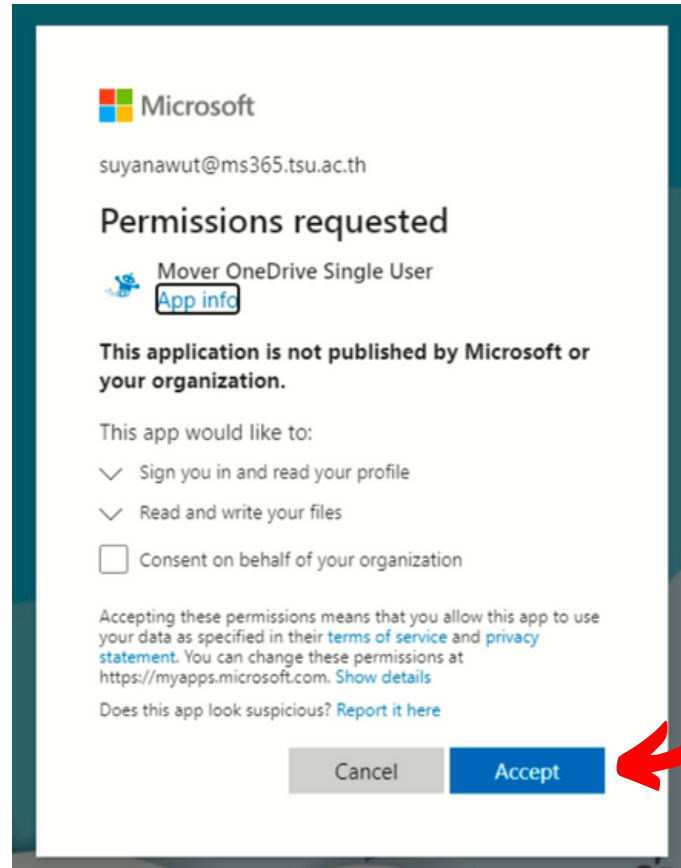 Microsoft
suyanawut@ms365.tsu.ac.th
Permissions requested
Mover OneDrive Single User
App info
This application is not published by Microsoft or
your organization.
This app would like to:
Sign you in and read your profile
Read and write your files
Consent on behalf of your organization
Accepting these permissions means that you allow this app to use
your data as specified in their terms of service and privacy
statement. You can change these permissions at
https://myapps.microsoft.com. Show details
Does this app look suspicious? Report it here
Cancel Accept